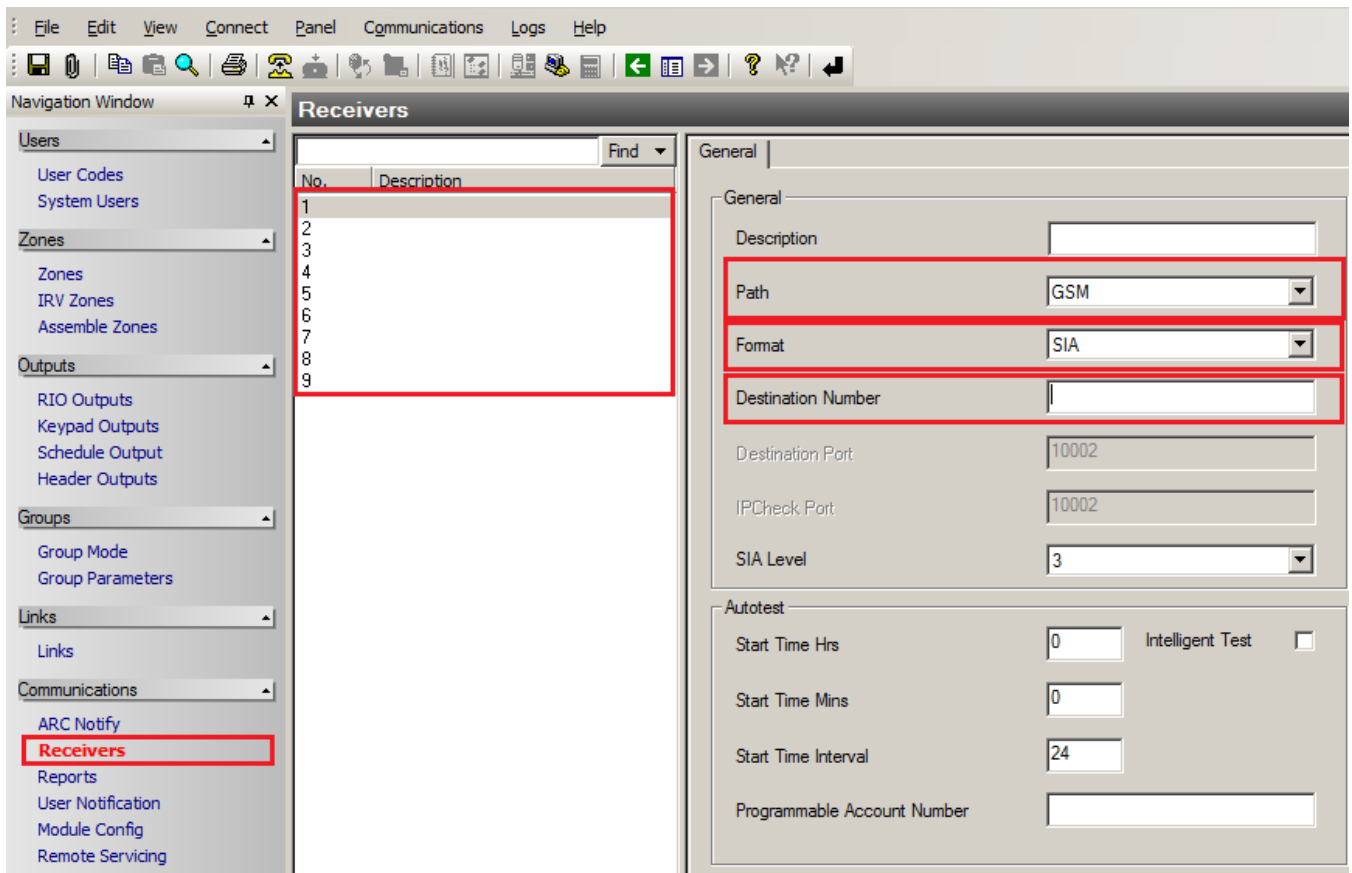 File Edit View Connect Panel Communications Logs Help
Navigation Window
Users
User Codes
System Users
Zones
Zones
IRV Zones
Assemble Zones
Outputs
RIO Outputs
Keypad Outputs
Schedule Output
Header Outputs
Groups
Group Mode
Group Parameters
Links
Links
Communications
ARC Notify
Receivers
Reports
User Notification
Module Config
Remote Servicing
Receivers
Find
No. Description
1
2
3
4
5
6
7
8
9
General
General
Description
Path GSM
Format SIA
Destination Number
Destination Port 10002
IPCheck Port 10002
SIA Level 3
Autotest
Start Time Hrs 0 Intelligent Test
Start Time Mins 0
Start Time Interval 24
Programmable Account Number